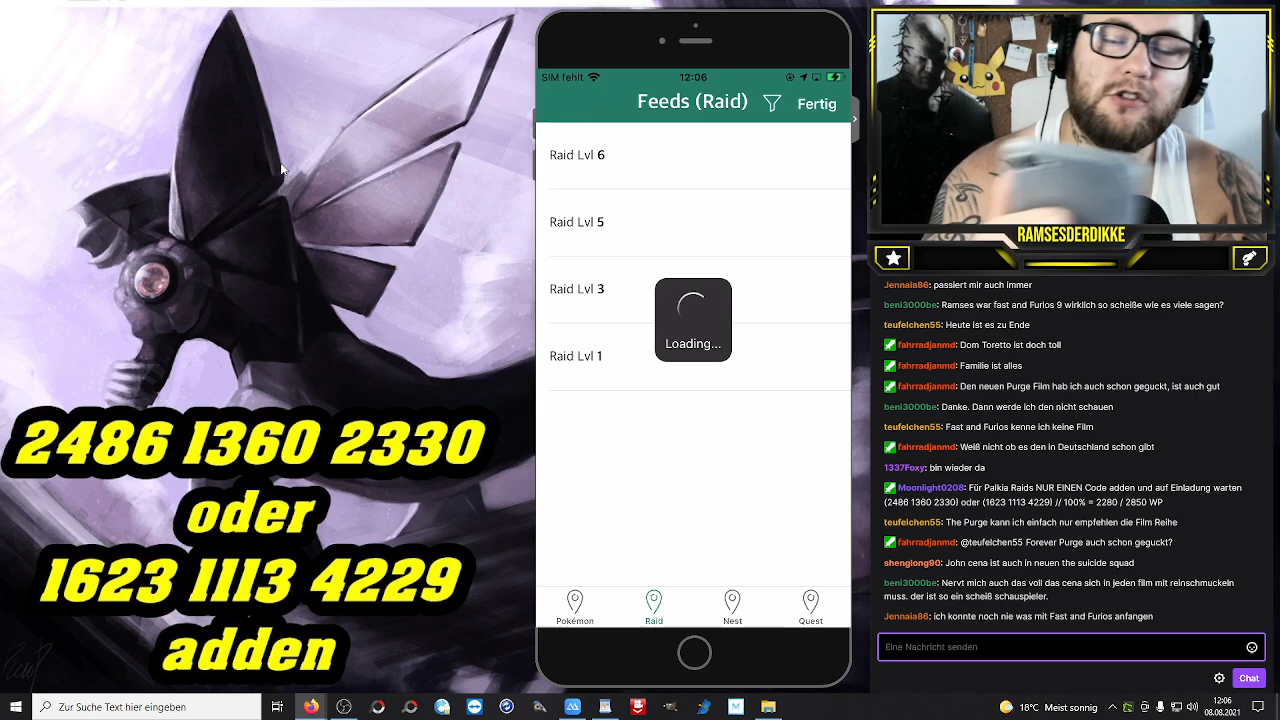 SIM fehlt
12:06
Feeds (Raid)
Fertig
Raid Lvl 6
Raid Lvl 5
Raid Lvl 3
Raid Lvl 1
Loading...
Pokémon
Raid
Nest
Quest
2486 1360 2330
oder
1623 1113 4229
adden
RAMSESDERDIKKE
Jennaia86: passiert mir auch immer
beni3000be: Ramses war fast and Furios 9 wirklich so scheiße wie es viele sagen?
teufelchen55: Heute ist es zu Ende
fahrradjanmd: Dom Toretto ist doch toll
fahrradjanmd: Familie ist alles
fahrradjanmd: Den neuen Purge Film hab ich auch schon geguckt, ist auch gut
beni3000be: Danke. Dann werde ich den nicht schauen
teufelchen55: Fast and Furios kenne ich keine Film
fahrradjanmd: Weiß nicht ob es den in Deutschland schon gibt
1337Foxy: bin wieder da
Moonlight0208: Für Palkia Raids NUR EINEN Code adden und auf Einladung warten
(2486 1360 2330) oder (1623 1113 4229) // 100% = 2280 / 2850 WP
teufelchen55: The Purge kann ich einfach nur empfehlen die Film Reihe
fahrradjanmd: @teufelchen55 Forever Purge auch schon geguckt?
shenglong90: John cena ist auch in neuen the suicide squad
beni3000be: Nervt mich auch das voll das cena sich in jeden film mit reinschmuckeln
muss. der ist so ein scheiß schauspieler.
Jennaia86: ich konnte noch nie was mit Fast and Furios anfangen
Eine Nachricht senden
Chat
Zur Suche Text hier eingeben
18°C
12:06
08.08.2021